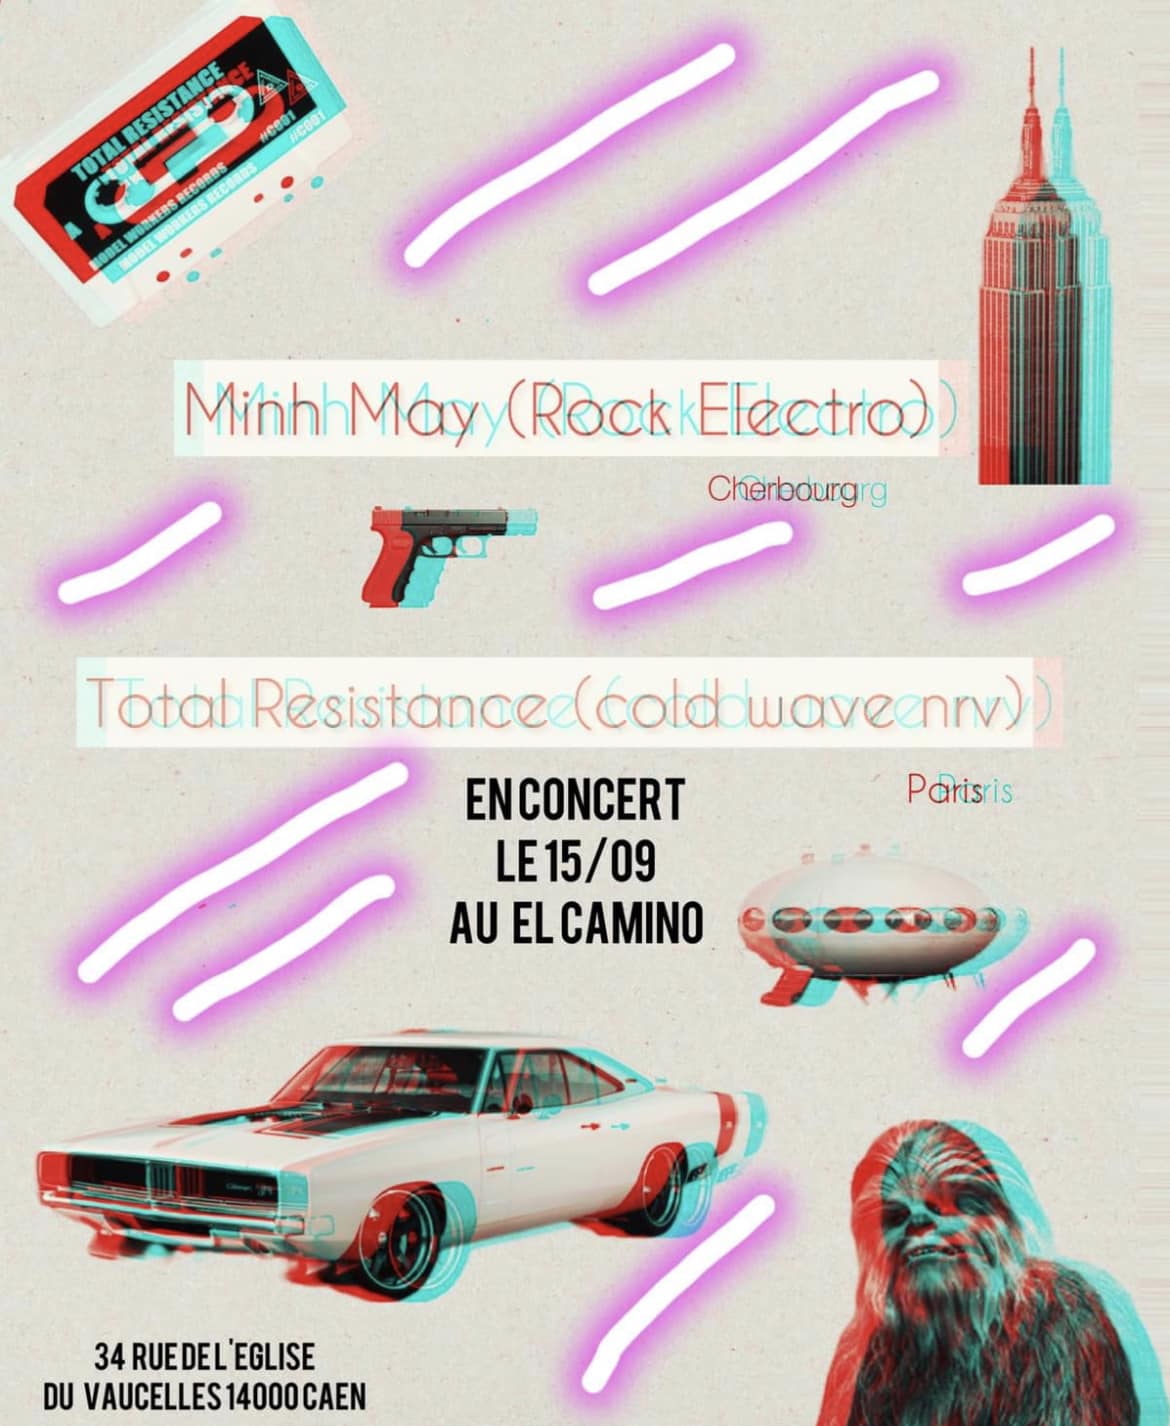 TOTAL RESISTANCE
#C001
A
MODEL WORKERS RECORDS
Minh May (Rock Electro)
Cherbourg
Total Resistance (cold wave nrv)
Paris
EN CONCERT
LE 15/09
AU EL CAMINO
34 RUE DE L'EGLISE
DU VAUCELLES 14000 CAEN